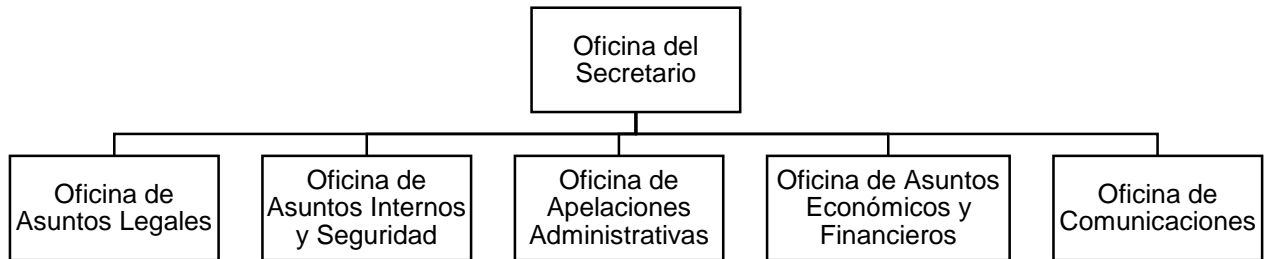 Oficina del
Secretario
Oficina de
Asuntos Legales
Oficina de
Asuntos Internos
y Seguridad
Oficina de
Apelaciones
Administrativas
Oficina de Asuntos
Económicos y
Financieros
Oficina de
Comunicaciones